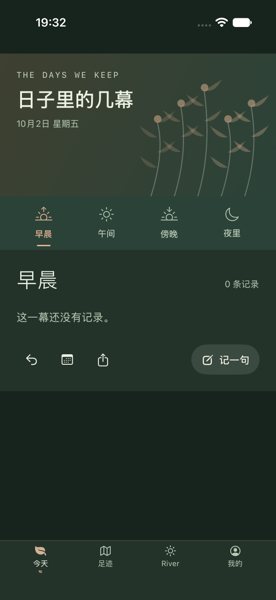 19:32
THE DAYS WE KEEP
日子里的几幕
10月2日 星期五
早晨
午间
傍晚
夜里
早晨
0 条记录
这一幕还没有记录。
记一句
今天
足迹
River
我的